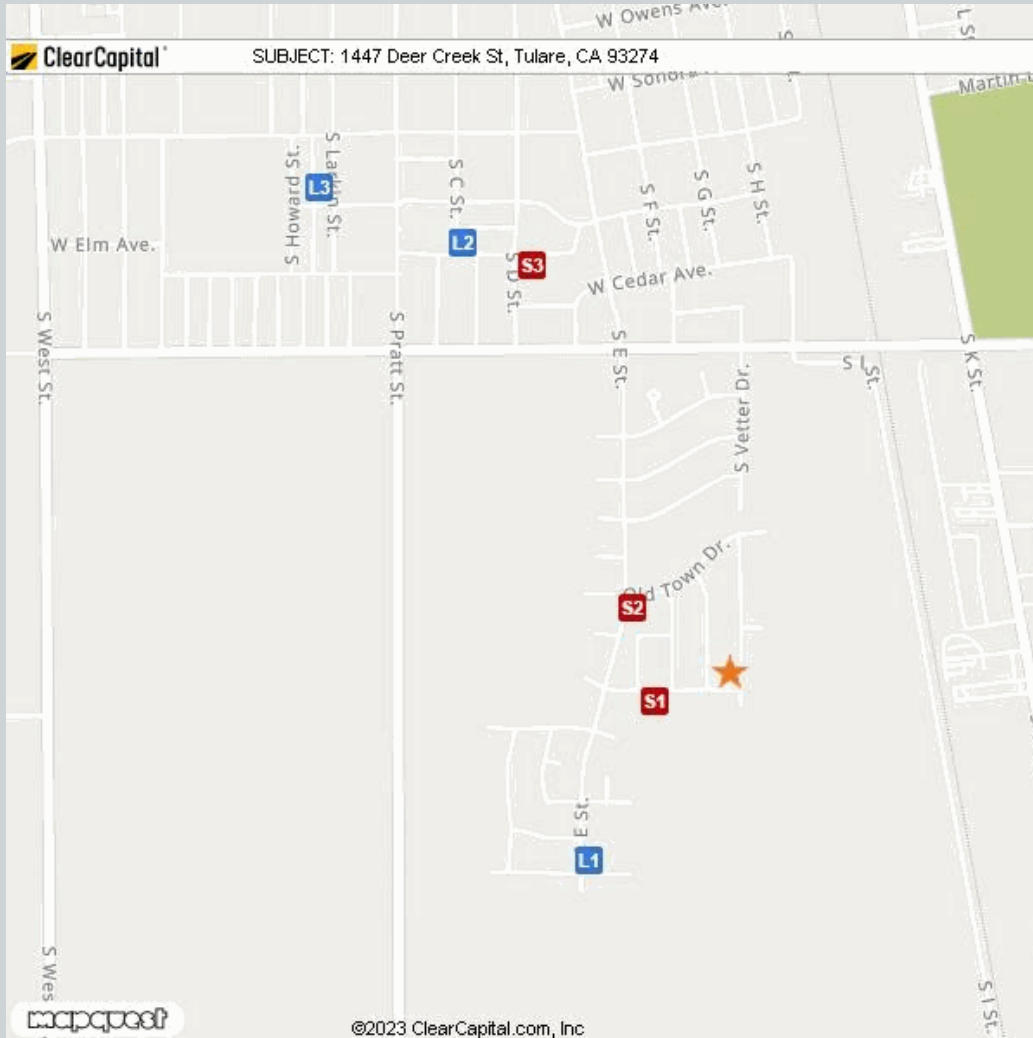 W Owens Ave.
ClearCapital
SUBJECT: 1447 Deer Creek St, Tulare, CA 93274
L St
W Sonora
Martin L
S Howard St.
S Larkin St.
L3
S C St.
S F St.
S G St.
S H St.
W Elm Ave.
L2
S D St.
S3
W Cedar Ave.
S West St.
S Pratt St.
S E St.
S Vetter Dr.
S I St.
S K St.
Old Town Dr.
S2
S1
E St.
L1
S Wes
S I St.
mapquest
©2023 ClearCapital.com, Inc